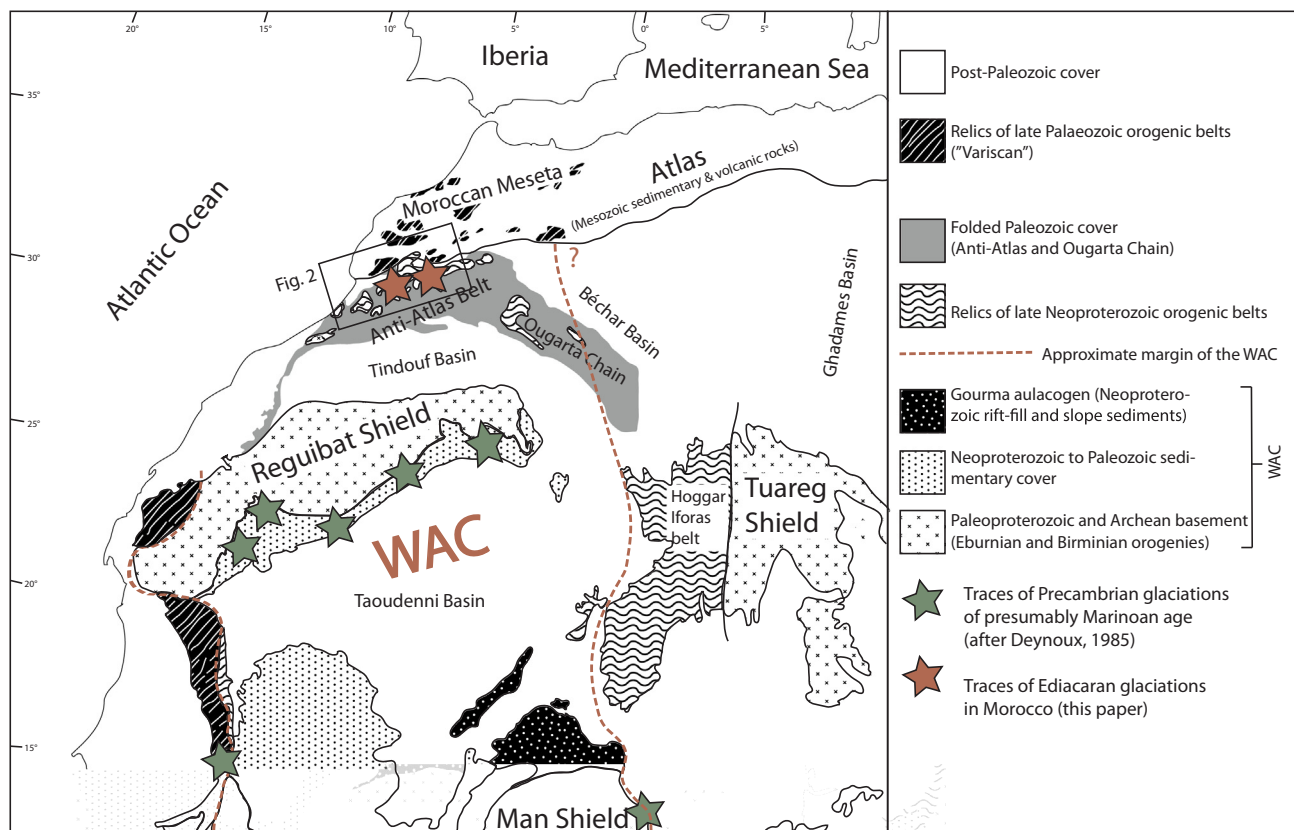 20°
15°
10°
5°
0°
5°
Iberia
Mediterranean Sea
35°
Atlas
(Mesozoic sedimentary & volcanic rocks)
Moroccan Meseta
Atlantic Ocean
30°
Fig. 2
?
Anti-Atlas Belt
Béchar Basin
Ghadames Basin
Ougarta Chain
Tindouf Basin
25°
Reguibat Shield
Hoggar
Iforas
belt
Tuareg
Shield
WAC
20°
Taoudenni Basin
15°
Man Shield
Post-Paleozoic cover
Relics of late Palaeozoic orogenic belts
("Variscan")
Folded Paleozoic cover
(Anti-Atlas and Ougarta Chain)
Relics of late Neoproterozoic orogenic belts
Approximate margin of the WAC
Gourma aulacogen (Neoprotero-
zoic rift-fill and slope sediments)
Neoproterozoic to Paleozoic sedi-
mentary cover
Paleoproterozoic and Archean basement
(Eburnian and Birminian orogenies)
WAC
Traces of Precambrian glaciations
of presumably Marinoan age
(after Deynoux, 1985)
Traces of Ediacaran glaciations
in Morocco (this paper)